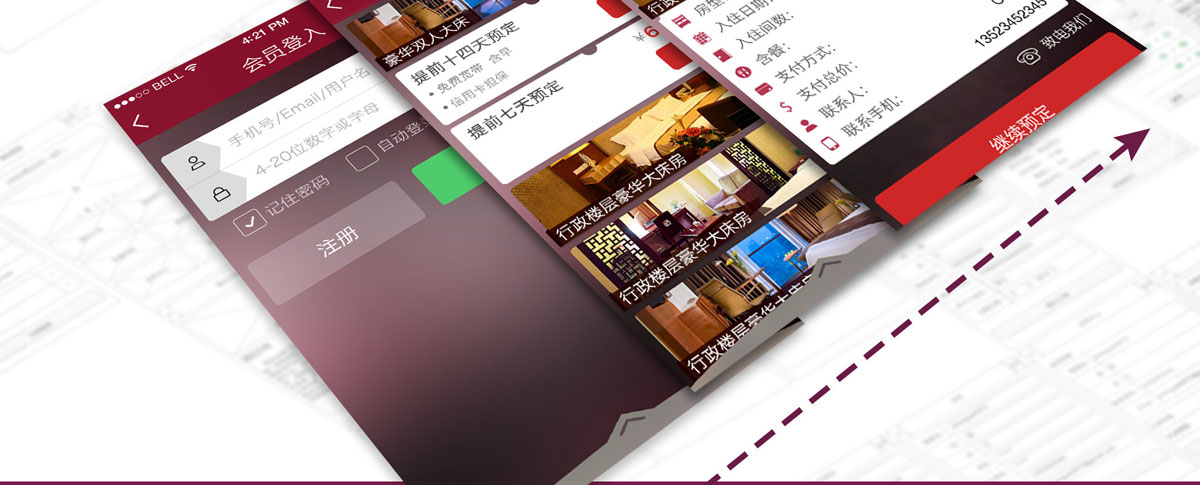 BELL
4:21 PM
会员登入
手机号/Email/用户名
4-20位数字或字母
记住密码
自动登
注册
豪华双人大床
提前十四天预定
• 免费宽带 含早
• 信用卡担保
¥6
提前七天预定
行政楼层豪华大床房
行政楼层豪华大床房
行政楼层豪华大床房
房型
入住日期:
入住间数:
含餐:
支付方式:
支付总价:
联系人:
联系手机:
13523452345
致电我们
继续预定